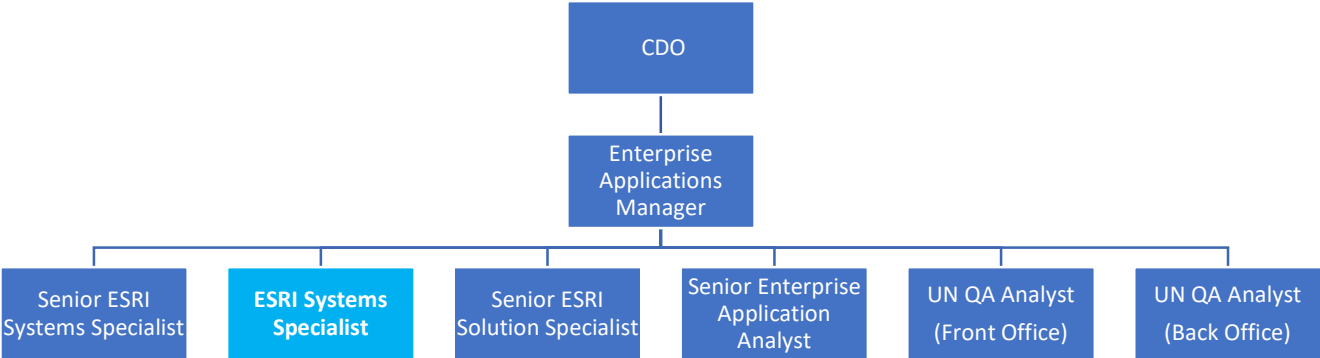 CDO
Enterprise
Applications
Manager
Senior ESRI
Systems Specialist
ESRI Systems
Specialist
Senior ESRI
Solution Specialist
Senior Enterprise
Application
Analyst
UN QA Analyst
(Front Office)
UN QA Analyst
(Back Office)